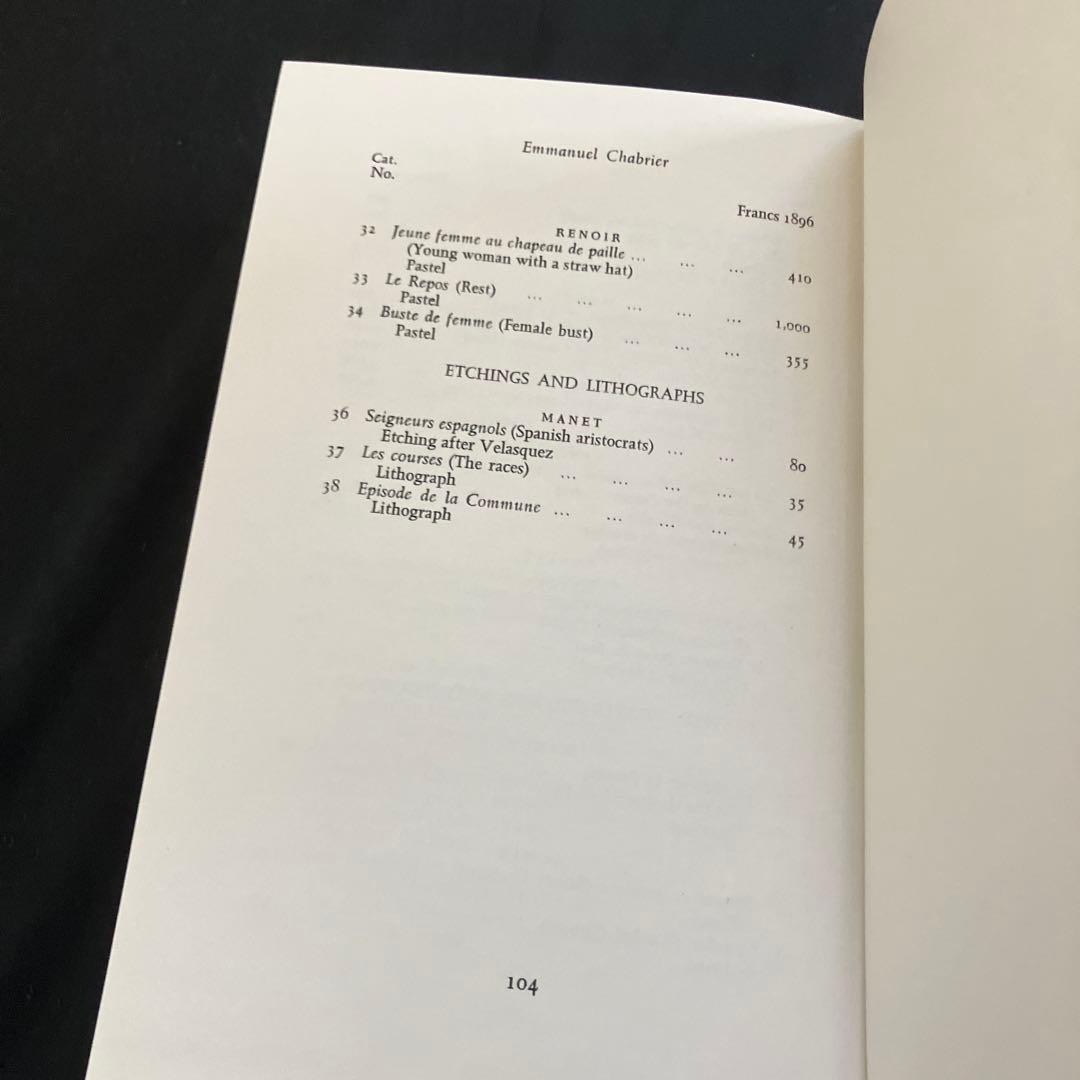 Emmanuel Chabrier
Cat.
No.
Francs 1896
RENOIR
32 Jeune femme au chapeau de paille ... ... ... 410
(Young woman with a straw hat)
Pastel
33 Le Repos (Rest) ... ... ... ... ... 1,000
Pastel
34 Buste de femme (Female bust) ... ... ... 355
Pastel
ETCHINGS AND LITHOGRAPHS
MANET
36 Seigneurs espagnols (Spanish aristocrats) ... ... 80
Etching after Velasquez
37 Les courses (The races) ... ... ... ... 35
Lithograph
38 Episode de la Commune ... ... ... ... 45
Lithograph
104